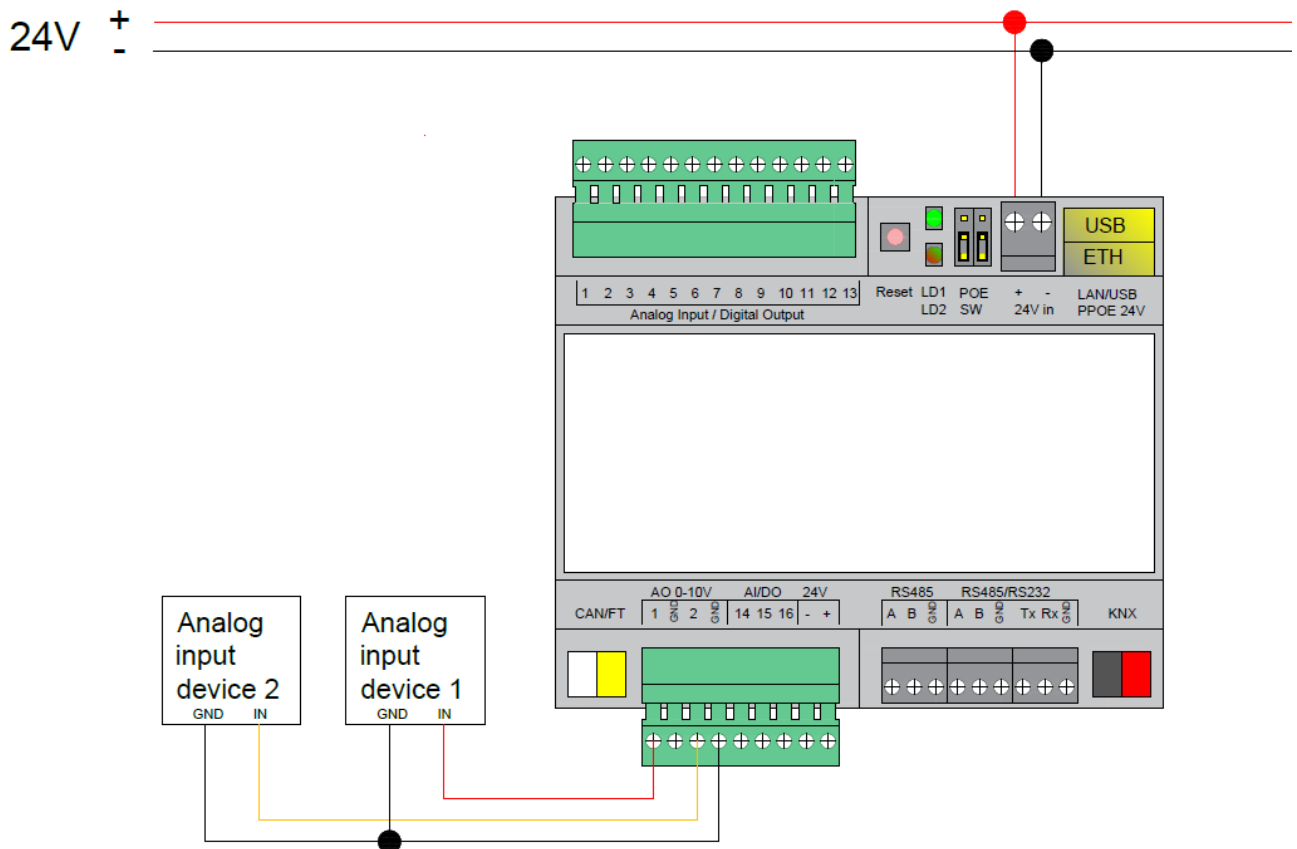 24V + -
USB
ETH
1 2 3 4 5 6 7 8 9 10 11 12 13
Analog Input / Digital Output
Reset LD1 POE + - LAN/USB
LD2 SW 24V in PPOE 24V
AO 0-10V AI/DO 24V RS485 RS485/RS232
CAN/FT 1 GND 2 GND 14 15 16 - + A B GND A B GND Tx Rx GND KNX
Analog
input
device 2
GND IN
Analog
input
device 1
GND IN